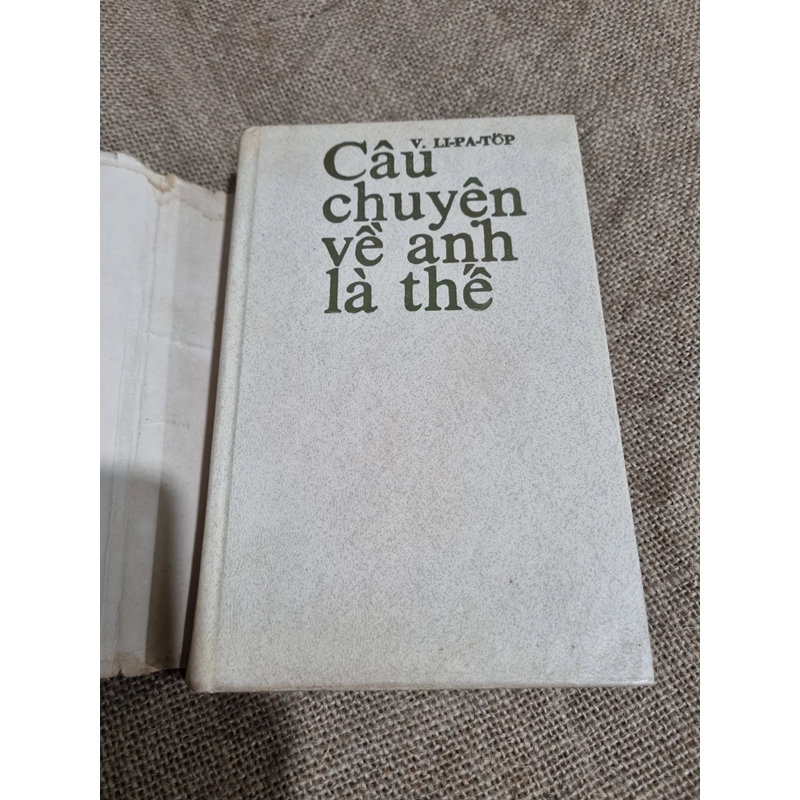 V. LI-PA-TỐP
Câu
chuyện
về anh
là thế